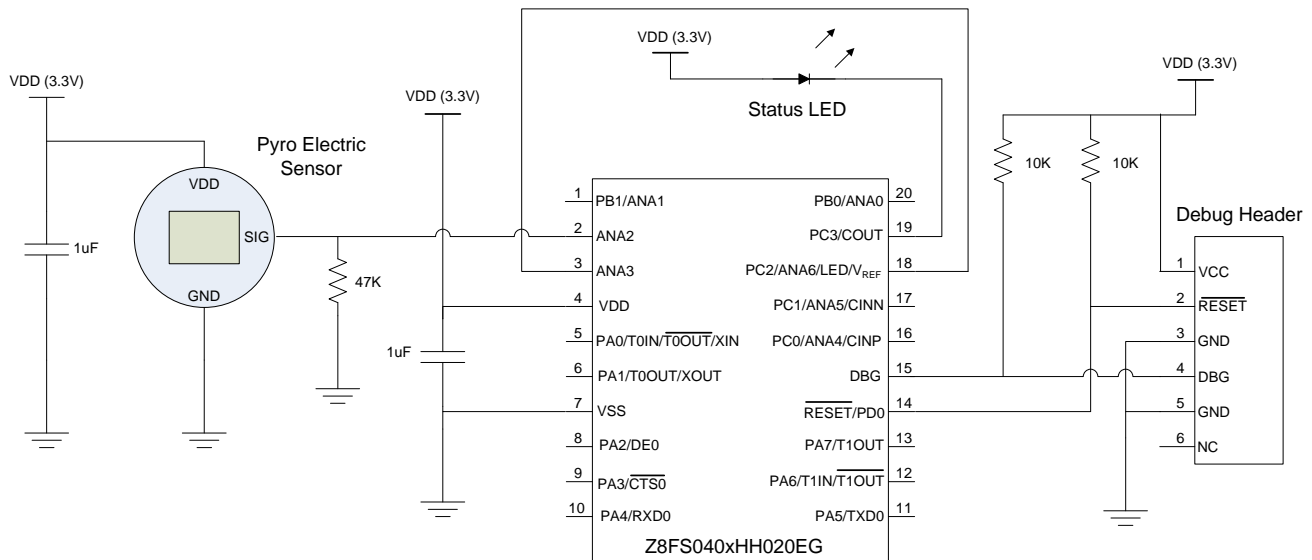 VDD (3.3V)
VDD (3.3V)
VDD (3.3V)
VDD (3.3V)
Status LED
Pyro Electric
Sensor
VDD
SIG
GND
1uF
47K
1uF
10K
10K
Debug Header
1 PB1/ANA1
2 ANA2
3 ANA3
4 VDD
5 PA0/T0IN/T0OUT/XIN
6 PA1/T0OUT/XOUT
7 VSS
8 PA2/DE0
9 PA3/CTS0
10 PA4/RXD0
PB0/ANA0 20
PC3/COUT 19
PC2/ANA6/LED/VREF 18
PC1/ANA5/CINN 17
PC0/ANA4/CINP 16
DBG 15
RESET/PD0 14
PA7/T1OUT 13
PA6/T1IN/T1OUT 12
PA5/TXD0 11
Z8FS040xHH020EG
1 VCC
2 RESET
3 GND
4 DBG
5 GND
6 NC